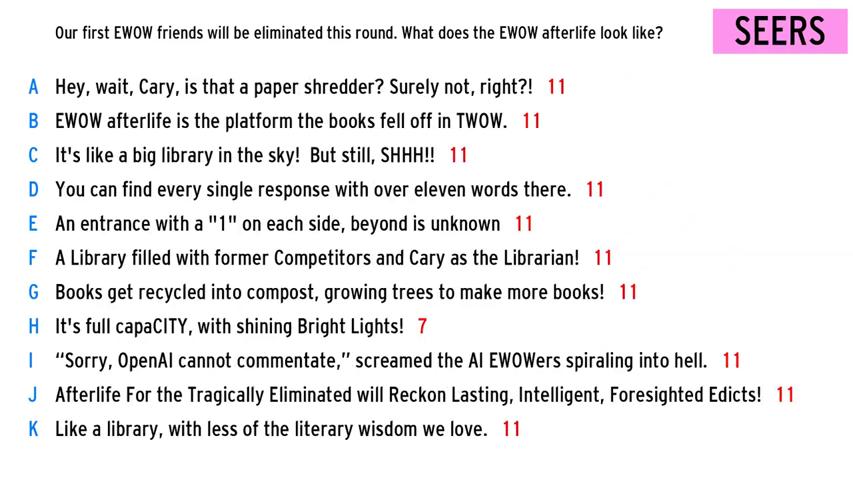 Our first EWOW friends will be eliminated this round. What does the EWOW afterlife look like?
SEERS
A Hey, wait, Cary, is that a paper shredder? Surely not, right?! 11
B EWOW afterlife is the platform the books fell off in TWOW. 11
C It's like a big library in the sky! But still, SHHH!! 11
D You can find every single response with over eleven words there. 11
E An entrance with a "1" on each side, beyond is unknown 11
F A Library filled with former Competitors and Cary as the Librarian! 11
G Books get recycled into compost, growing trees to make more books! 11
H It's full capaCITY, with shining Bright Lights! 7
I “Sorry, OpenAI cannot commentate,” screamed the AI EWOWers spiraling into hell. 11
J Afterlife For the Tragically Eliminated will Reckon Lasting, Intelligent, Foresighted Edicts! 11
K Like a library, with less of the literary wisdom we love. 11